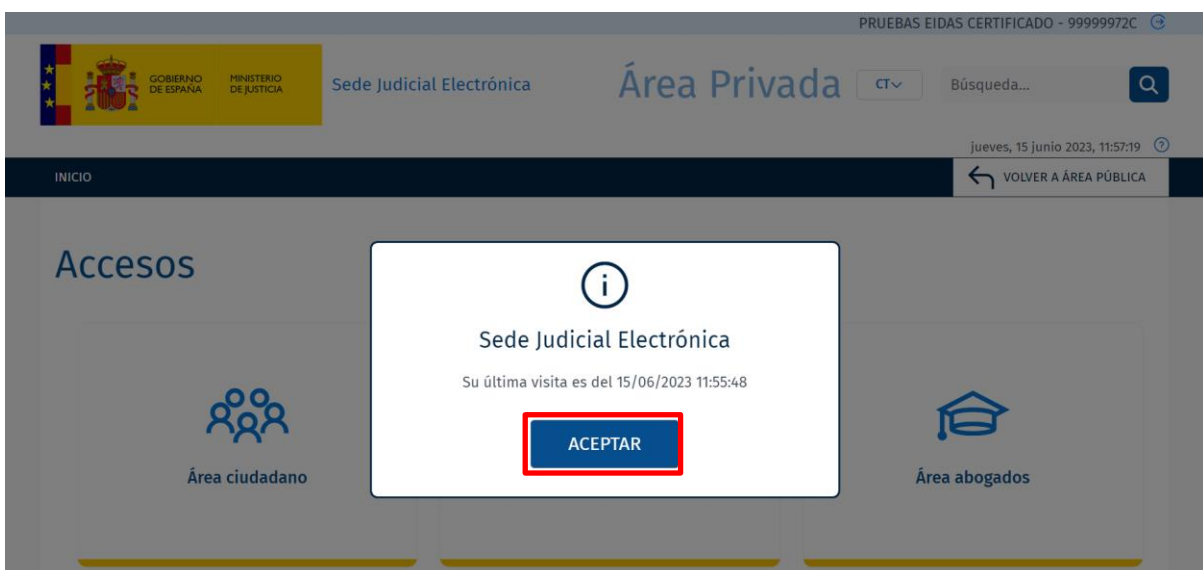 PRUEBAS EIDAS CERTIFICADO - 99999972C
GOBIERNO DE ESPAÑA
MINISTERIO DE JUSTICIA
Sede Judicial Electrónica
Área Privada
CT
Búsqueda...
jueves, 15 junio 2023, 11:57:19
INICIO
VOLVER A ÁREA PÚBLICA
Accesos
Sede Judicial Electrónica
Su última visita es del 15/06/2023 11:55:48
ACEPTAR
Área ciudadano
Área abogados